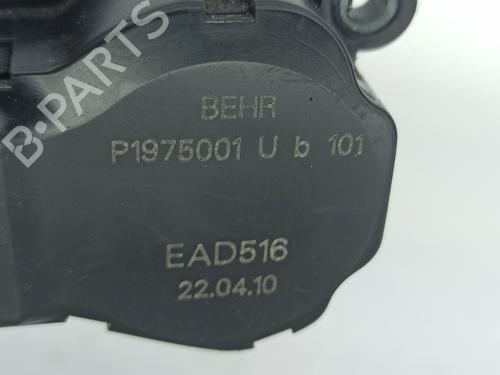 BEHR
P1975001 U b 101
EAD516
22.04.10
B-PARTS